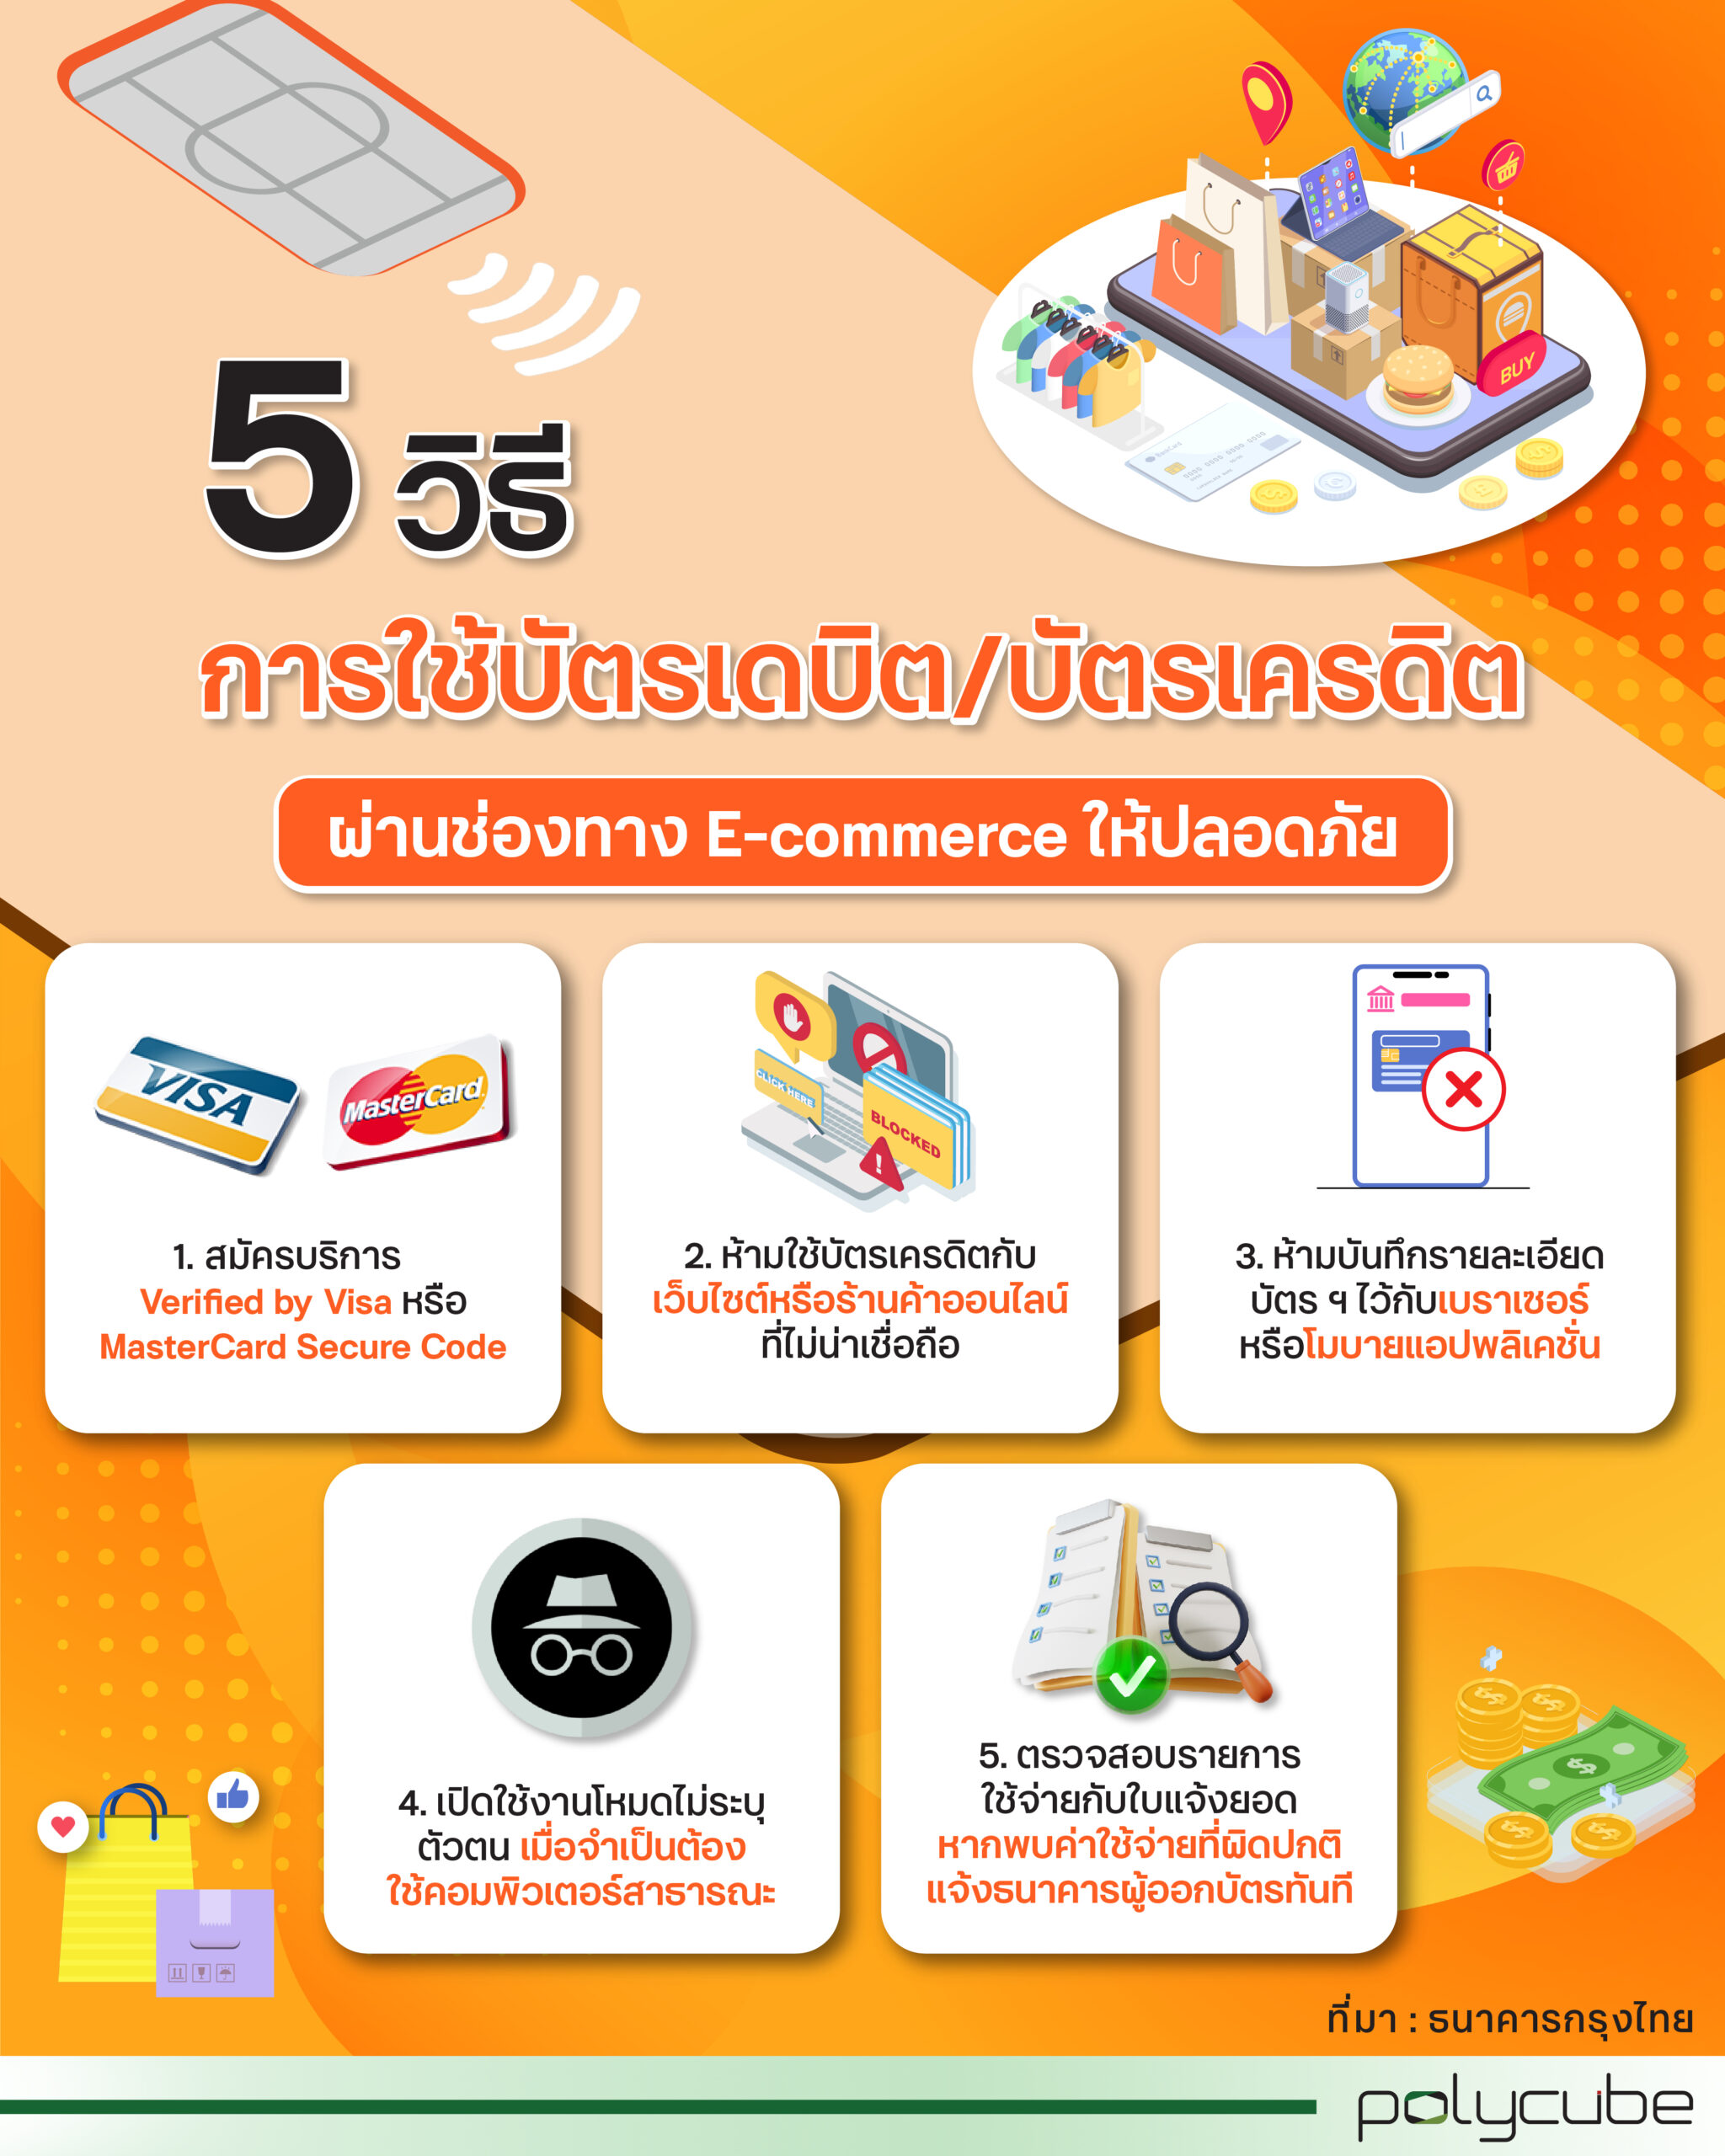 5 วิธี
การใช้บัตรเดบิต/บัตรเครดิต
ผ่านช่องทาง E-commerce ให้ปลอดภัย
BUY
BankCard
0000 0000 0000 0000
VISA
MasterCard
1. สมัครบริการ
Verified by Visa หรือ
MasterCard Secure Code
CLICK HERE
BLOCKED
2. ห้ามใช้บัตรเครดิตกับ
เว็บไซต์หรือร้านค้าออนไลน์
ที่ไม่น่าเชื่อถือ
3. ห้ามบันทึกรายละเอียด
บัตร ฯ ไว้กับเบราเซอร์
หรือโมบายแอปพลิเคชั่น
4. เปิดใช้งานโหมดไม่ระบุ
ตัวตน เมื่อจำเป็นต้อง
ใช้คอมพิวเตอร์สาธารณะ
5. ตรวจสอบรายการ
ใช้จ่ายกับใบแจ้งยอด
หากพบค่าใช้จ่ายที่ผิดปกติ
แจ้งธนาคารผู้ออกบัตรทันที
ที่มา : ธนาคารกรุงไทย
polycube